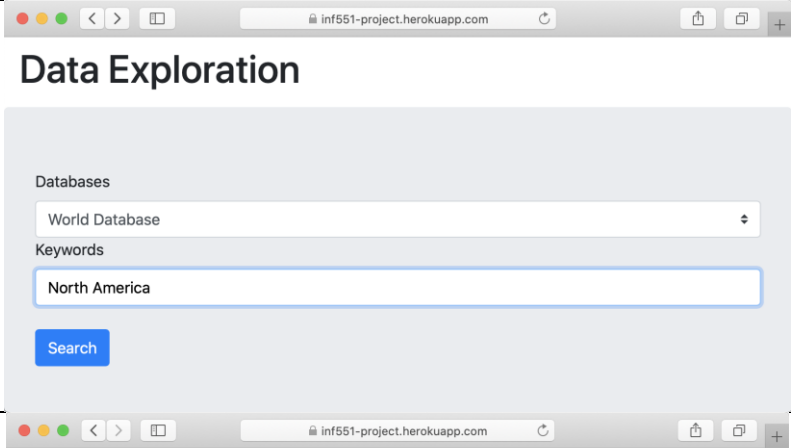 inf551-project.herokuapp.com
Data Exploration
Databases
World Database
Keywords
North America
Search
inf551-project.herokuapp.com